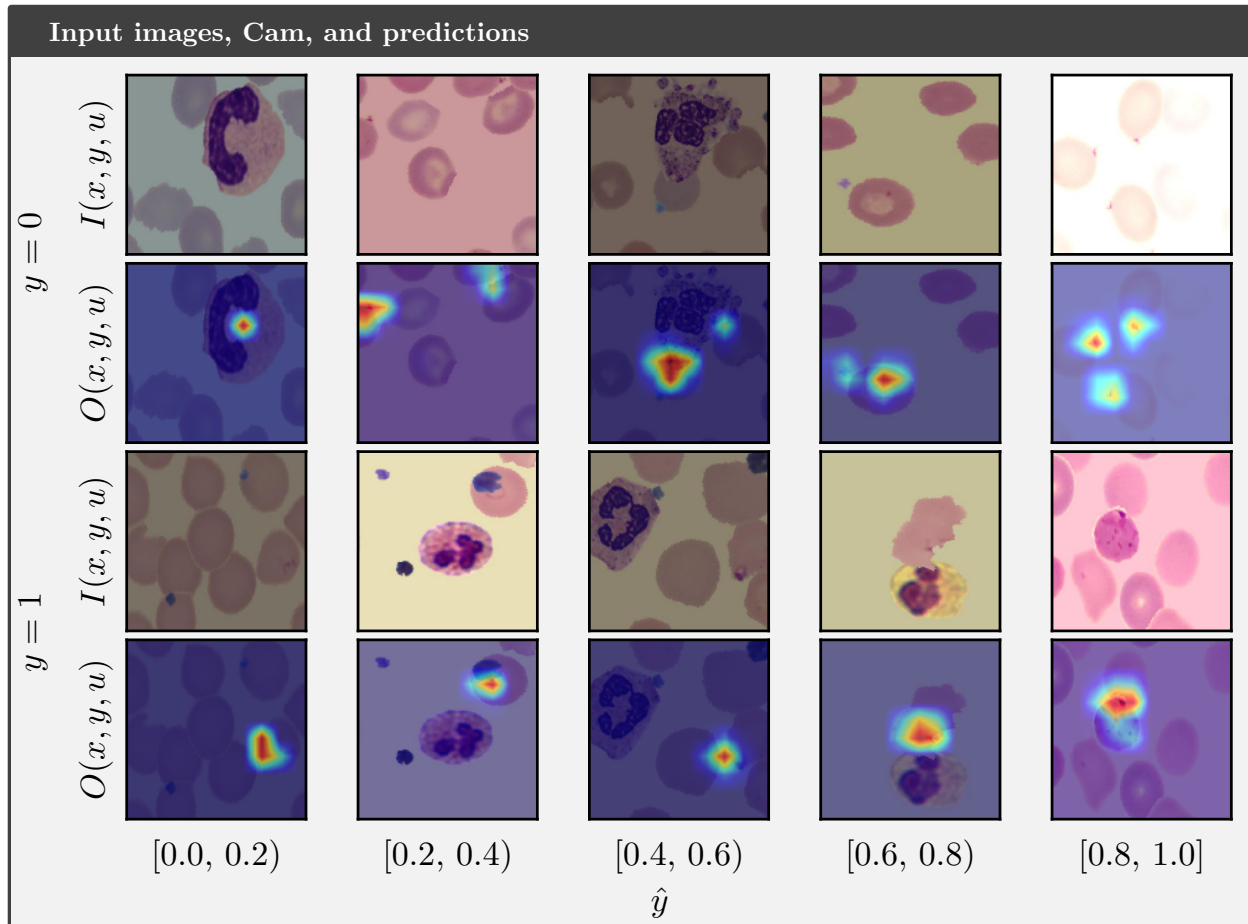 Input images, Cam, and predictions
y = 0
I(x, y, u)
O(x, y, u)
y = 1
I(x, y, u)
O(x, y, u)
[0.0, 0.2) [0.2, 0.4) [0.4, 0.6) [0.6, 0.8) [0.8, 1.0]
ŷ